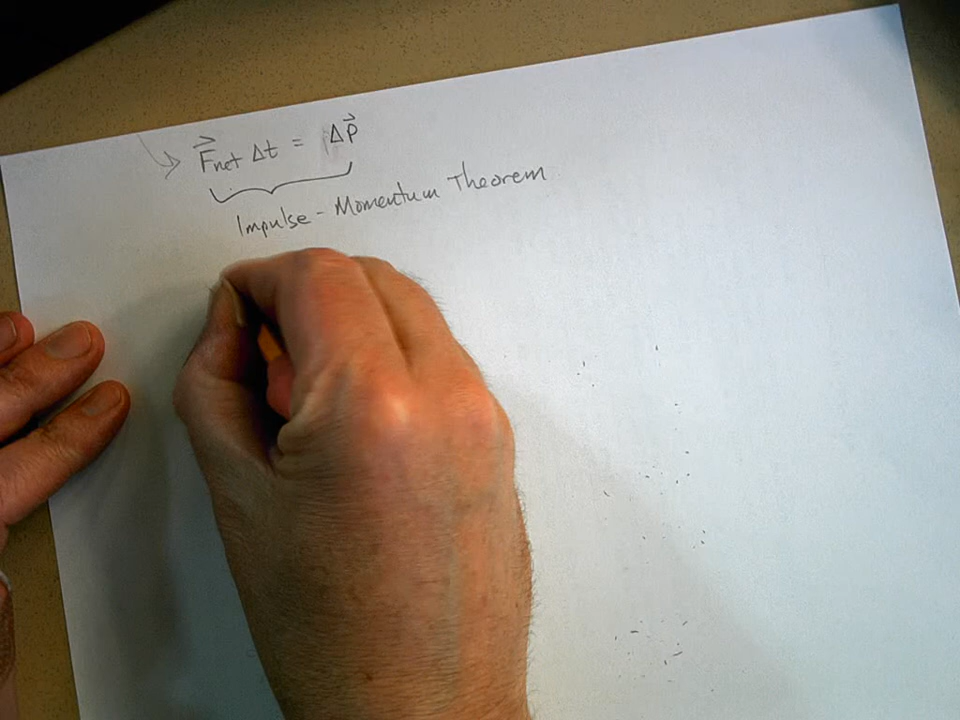 F⃗net Δt = Δp⃗
Impulse - Momentum Theorem